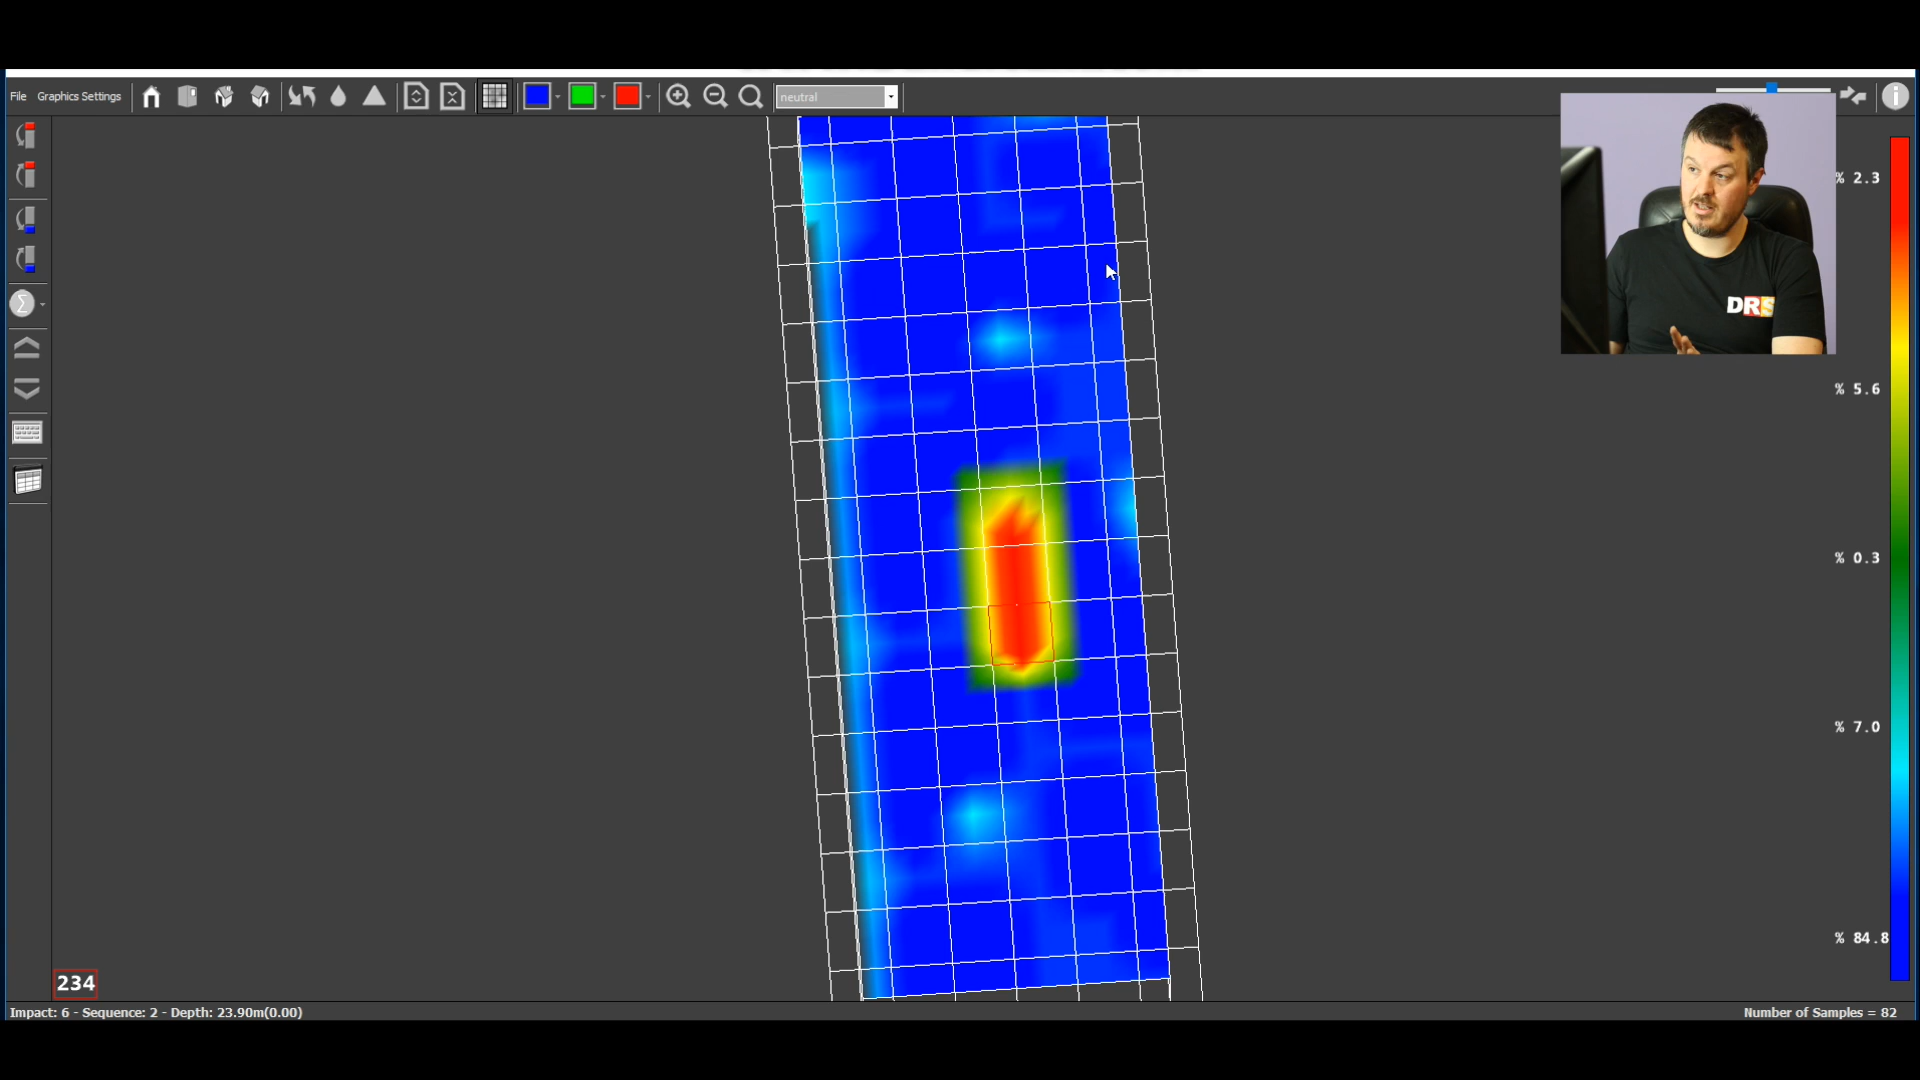 File Graphics Settings
neutral
DRS
% 2.3
% 5.6
% 0.3
% 7.0
% 84.8
234
Impact: 6 - Sequence: 2 - Depth: 23.90m(0.00)
Number of Samples = 82